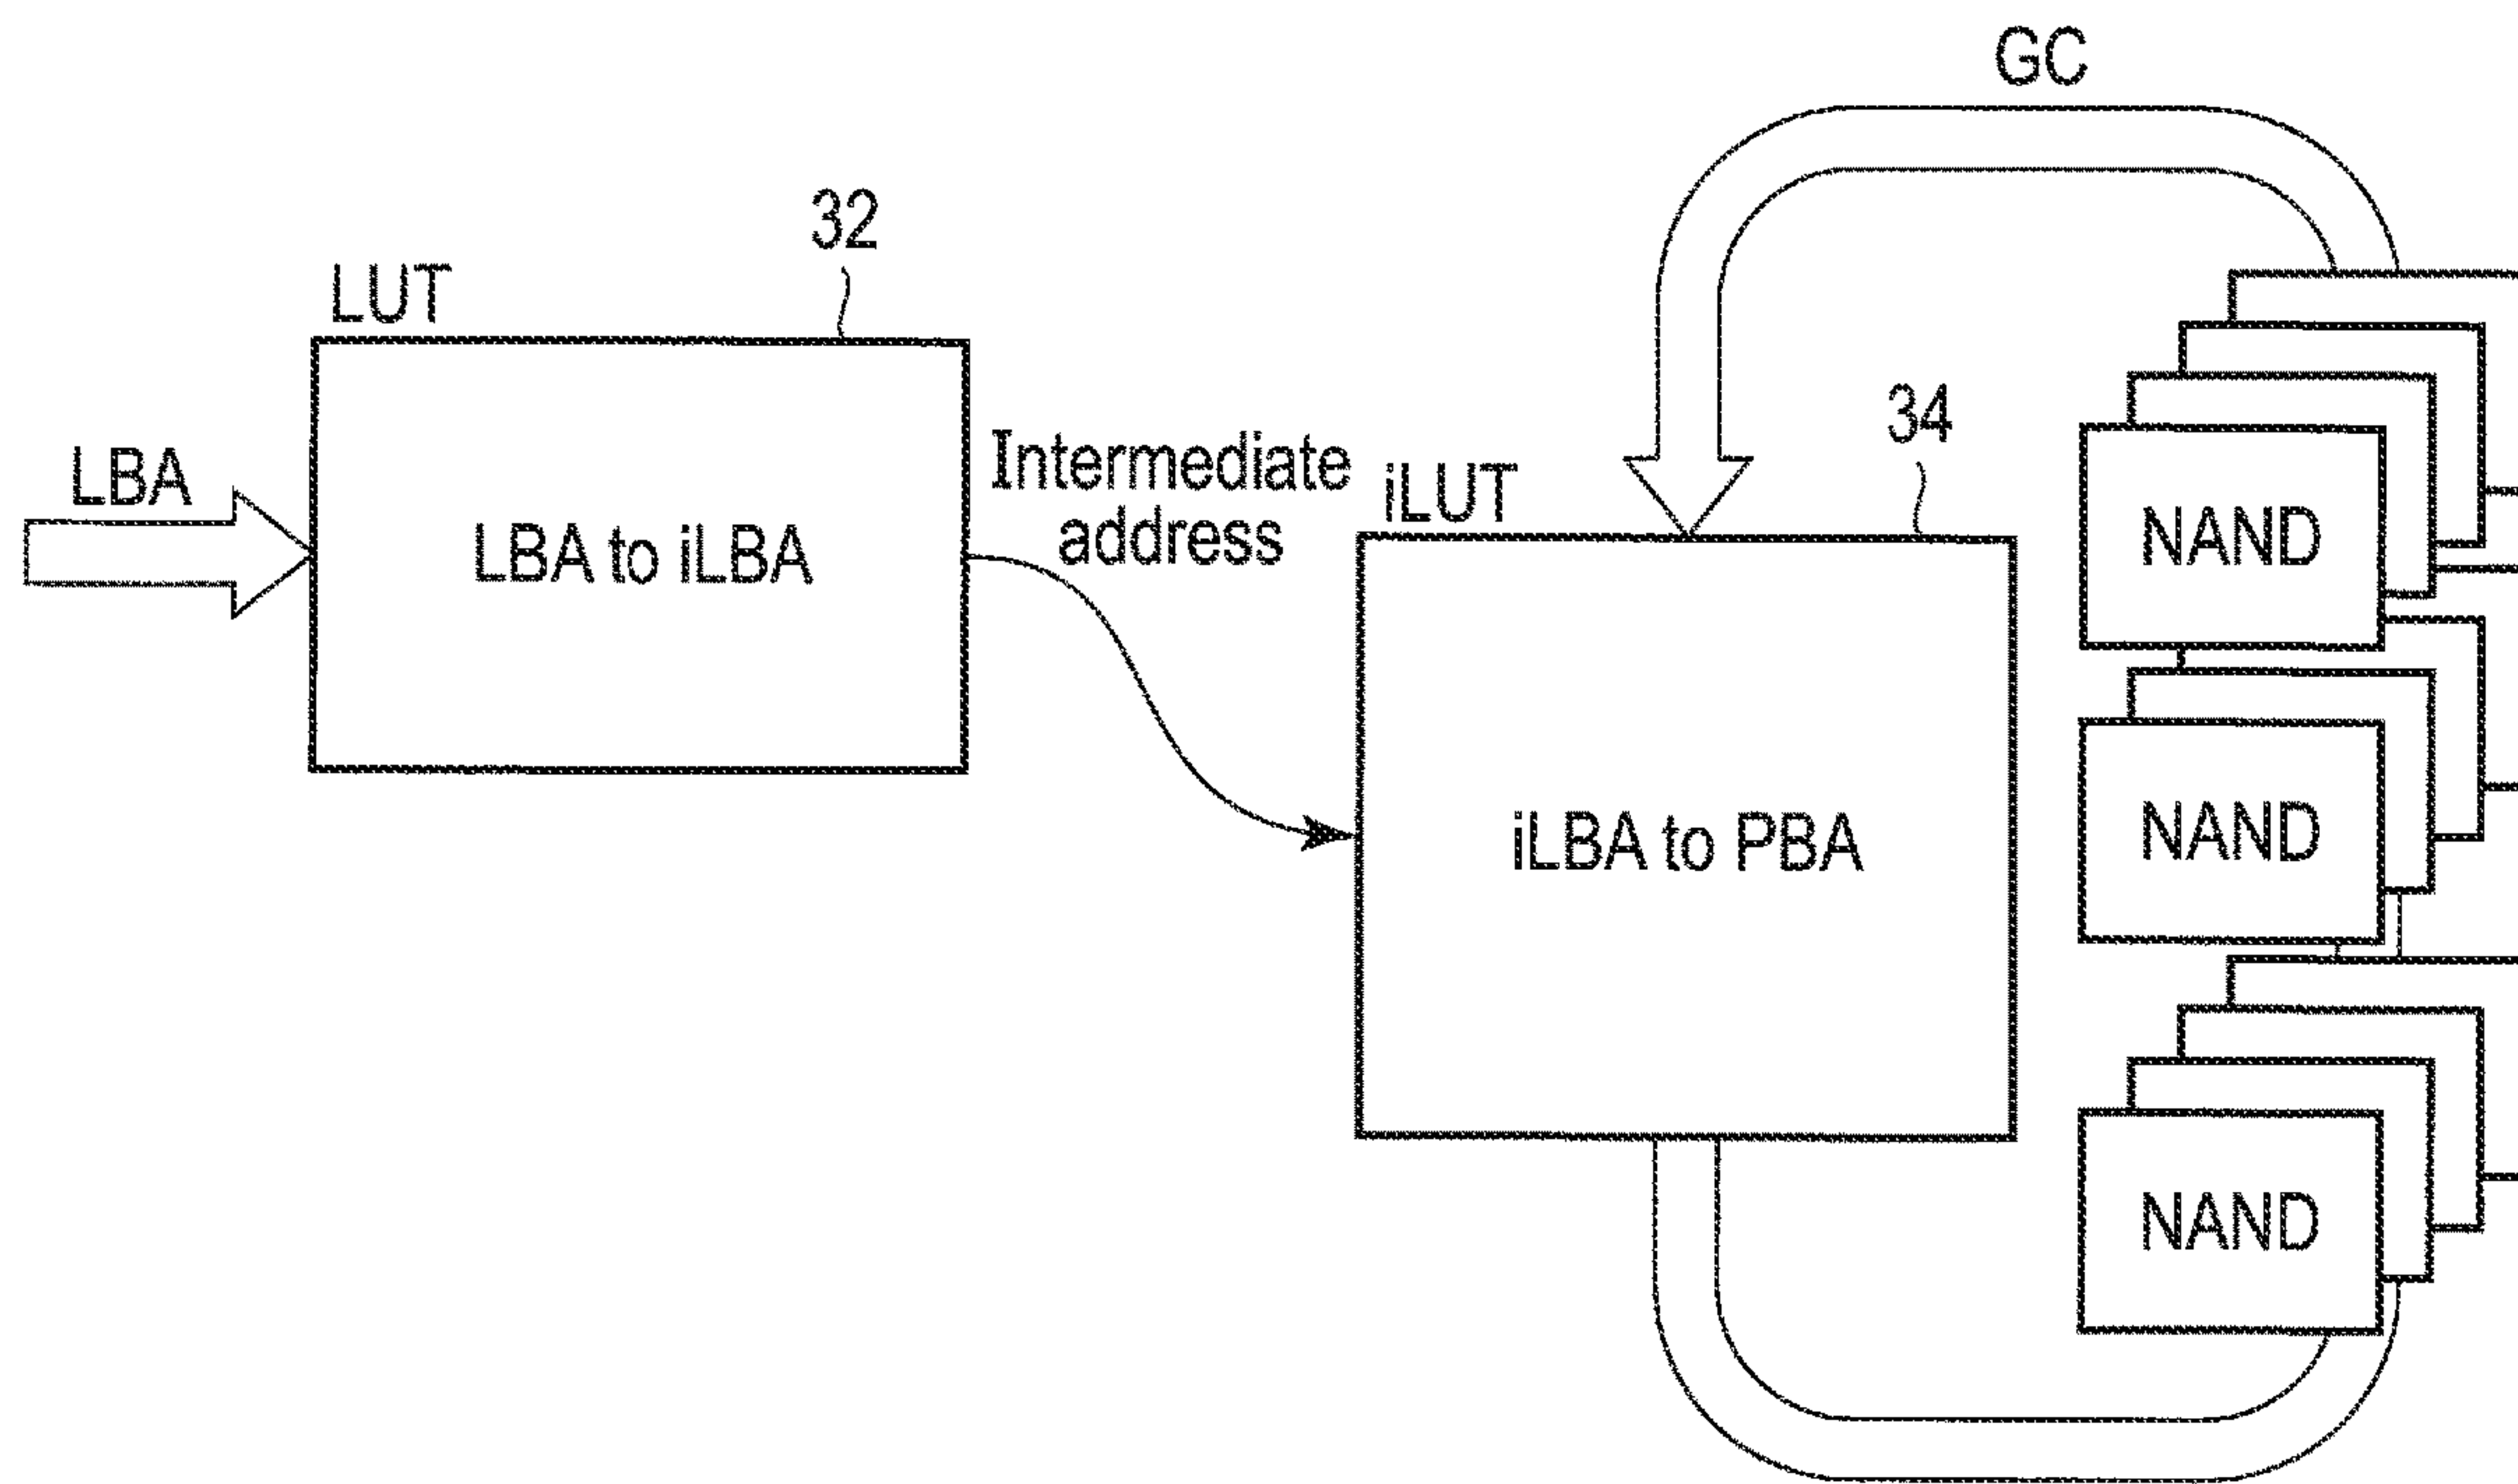 GC
32
LUT
LBA
LBA to iLBA
Intermediate
address
34
iLUT
iLBA to PBA
NAND
NAND
NAND